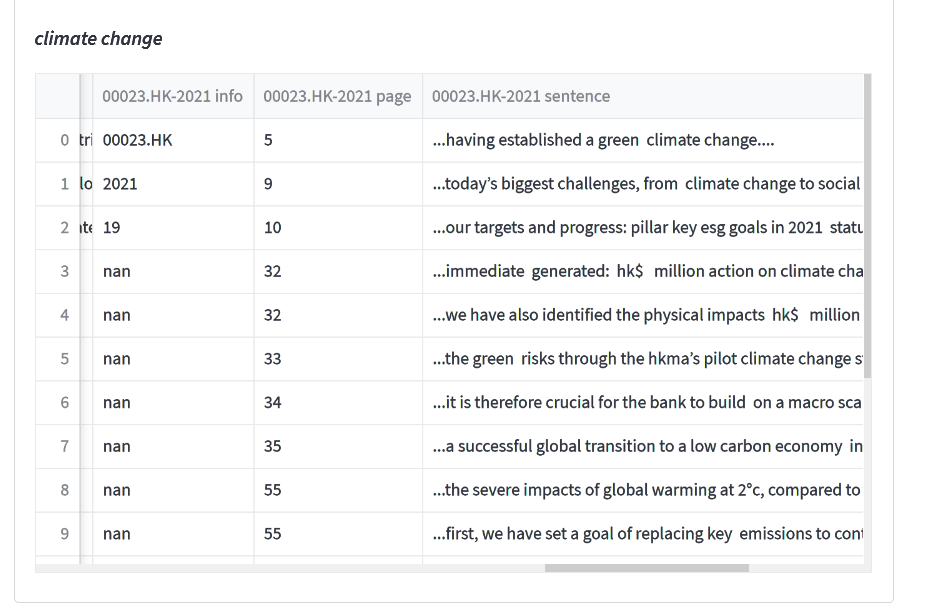 climate change
00023.HK-2021 info 00023.HK-2021 page 00023.HK-2021 sentence
0 tri 00023.HK 5 ...having established a green climate change....
1 lo 2021 9 ...today’s biggest challenges, from climate change to social
2 ate 19 10 ...our targets and progress: pillar key esg goals in 2021 statu
3 nan 32 ...immediate generated: hk$ million action on climate cha
4 nan 32 ...we have also identified the physical impacts hk$ million
5 nan 33 ...the green risks through the hkma’s pilot climate change s
6 nan 34 ...it is therefore crucial for the bank to build on a macro sca
7 nan 35 ...a successful global transition to a low carbon economy in
8 nan 55 ...the severe impacts of global warming at 2°c, compared to
9 nan 55 ...first, we have set a goal of replacing key emissions to cont